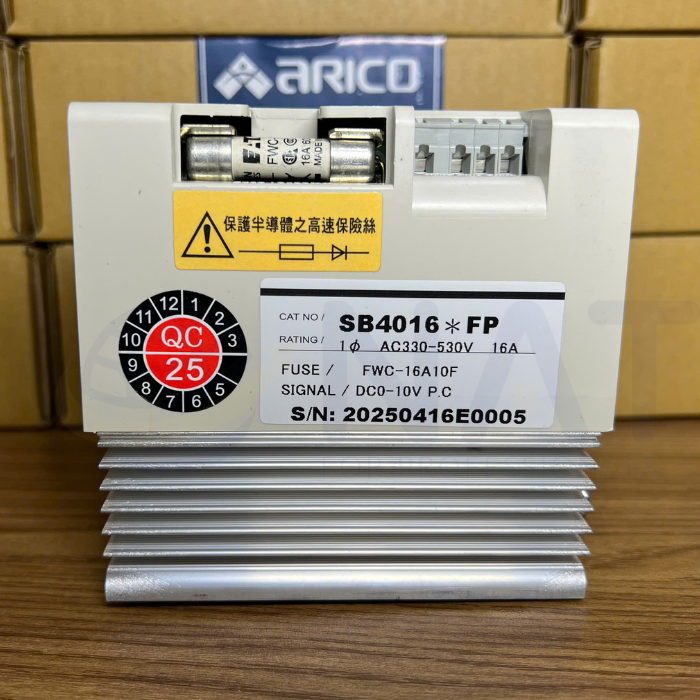 ARICO
FWC-
16A 6
MADE
保護半導體之高速保險絲
CAT NO / SB4016*FP
RATING / 1ϕ AC330-530V 16A
FUSE / FWC-16A10F
SIGNAL / DC0-10V P.C
S/N: 20250416E0005
12 1 2 3 4 5 6 7 8 9 10 11
QC
25